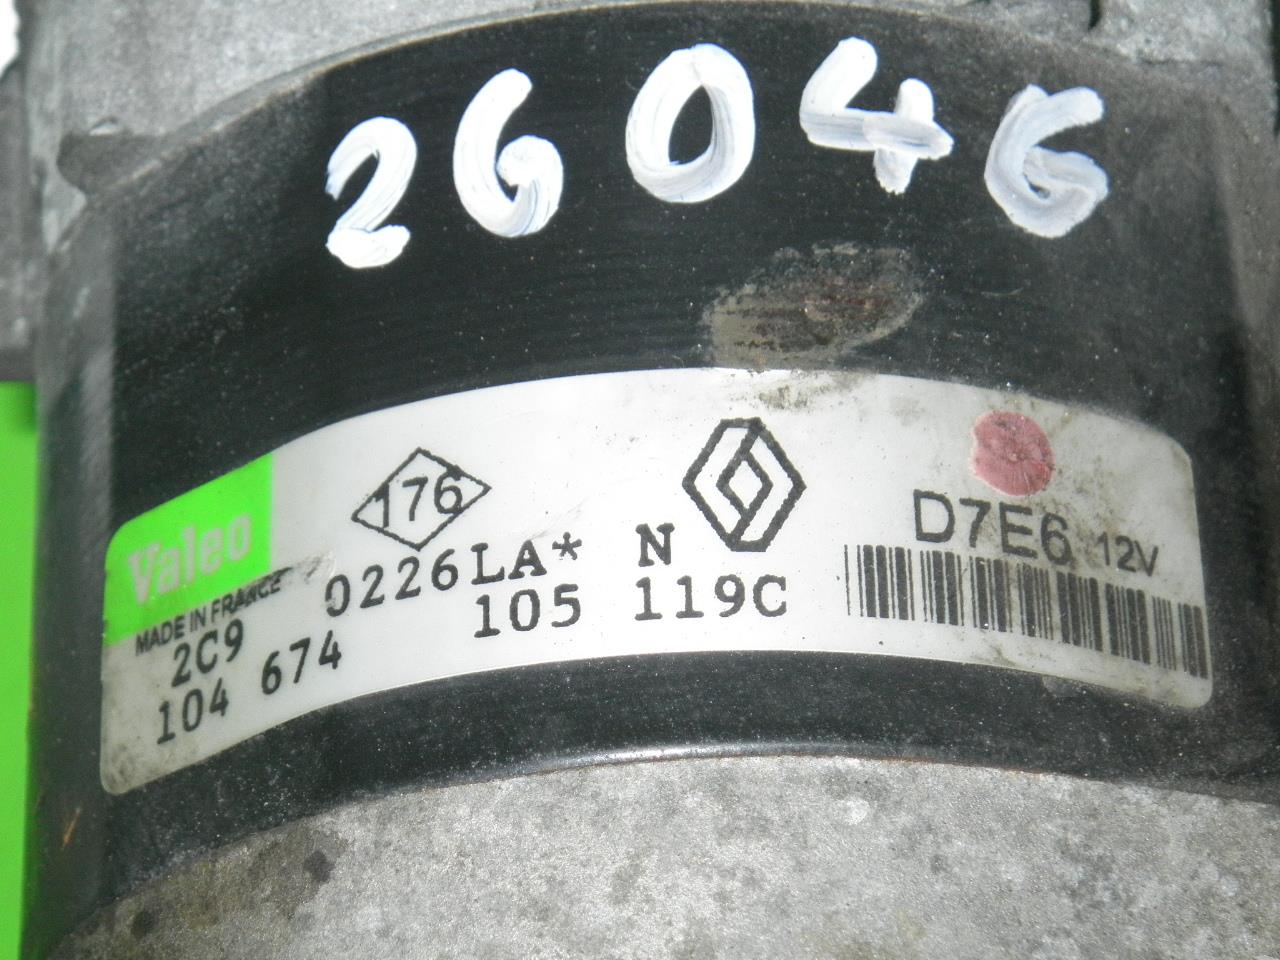 26046
Valeo
MADE IN FRANCE
176
0226LA* N
D7E6 12V
2C9
105 119C
104 674